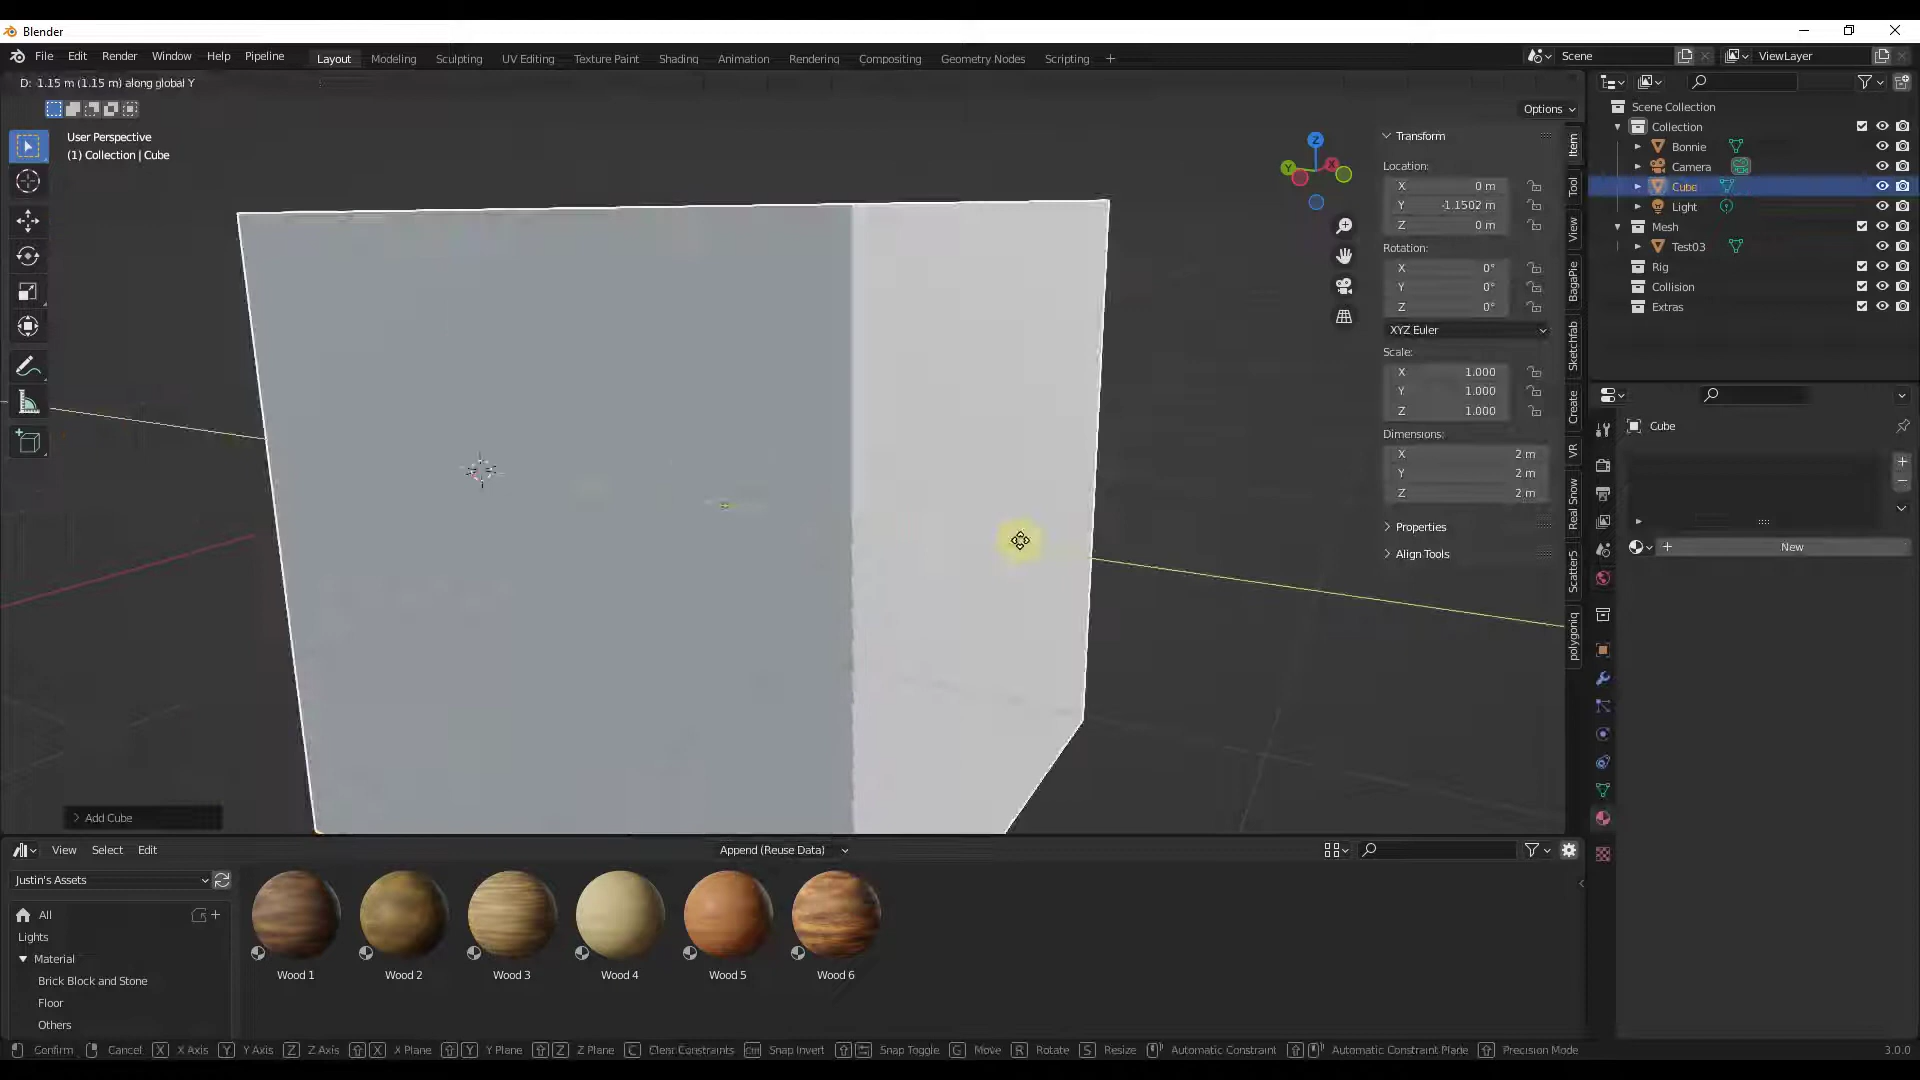 Blender
File Edit Render Window Help Pipeline
Layout Modeling Sculpting UV Editing Texture Paint Shading Animation Rendering Compositing Geometry Nodes Scripting +
Scene
ViewLayer
D: 1.15 m (1.15 m) along global Y
Options
User Perspective
(1) Collection | Cube
Z
Y
X
Transform
Location:
X 0 m
Y -1.1502 m
Z 0 m
Rotation:
X 0°
Y 0°
Z 0°
XYZ Euler
Scale:
X 1.000
Y 1.000
Z 1.000
Dimensions:
X 2 m
Y 2 m
Z 2 m
Properties
Align Tools
Item
Tool
View
BagaPie
Sketchfab
Create
VR
Real Snow
Scatter5
polygoniq
Scene Collection
Collection
Bonnie
Camera
Cube
Light
Mesh
Test03
Rig
Collision
Extras
Cube
New
Add Cube
View Select Edit
Append (Reuse Data)
Justin's Assets
All
Lights
Material
Brick Block and Stone
Floor
Others
Wood 1
Wood 2
Wood 3
Wood 4
Wood 5
Wood 6
Confirm Cancel X X Axis Y Y Axis Z Z Axis X X Plane Y Y Plane Z Z Plane C Clear Constraints Ctrl Snap Invert Snap Toggle G Move R Rotate S Resize Automatic Constraint Automatic Constraint Plane Precision Mode
3.0.0